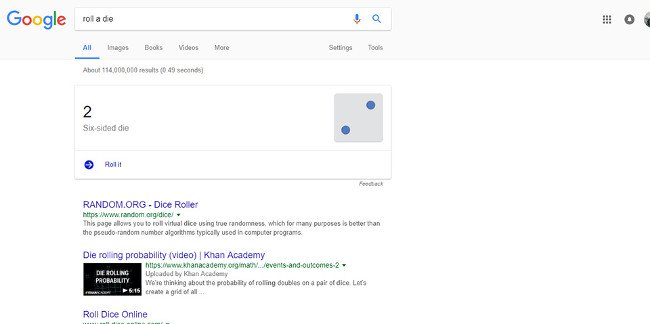 Google
roll a die
All Images Books Videos More Settings Tools
About 114,000,000 results (0.49 seconds)
2
Six-sided die
Roll it
Feedback
RANDOM.ORG - Dice Roller
https://www.random.org/dice/
This page allows you to roll virtual dice using true randomness, which for many purposes is better than
the pseudo-random number algorithms typically used in computer programs.
Die rolling probability (video) | Khan Academy
https://www.khanacademy.org/math/.../events-and-outcomes-2
Uploaded by Khan Academy
We're thinking about the probability of rolling doubles on a pair of dice. Let's
create a grid of all ...
DIE ROLLING
PROBABILITY
5:15
Roll Dice Online